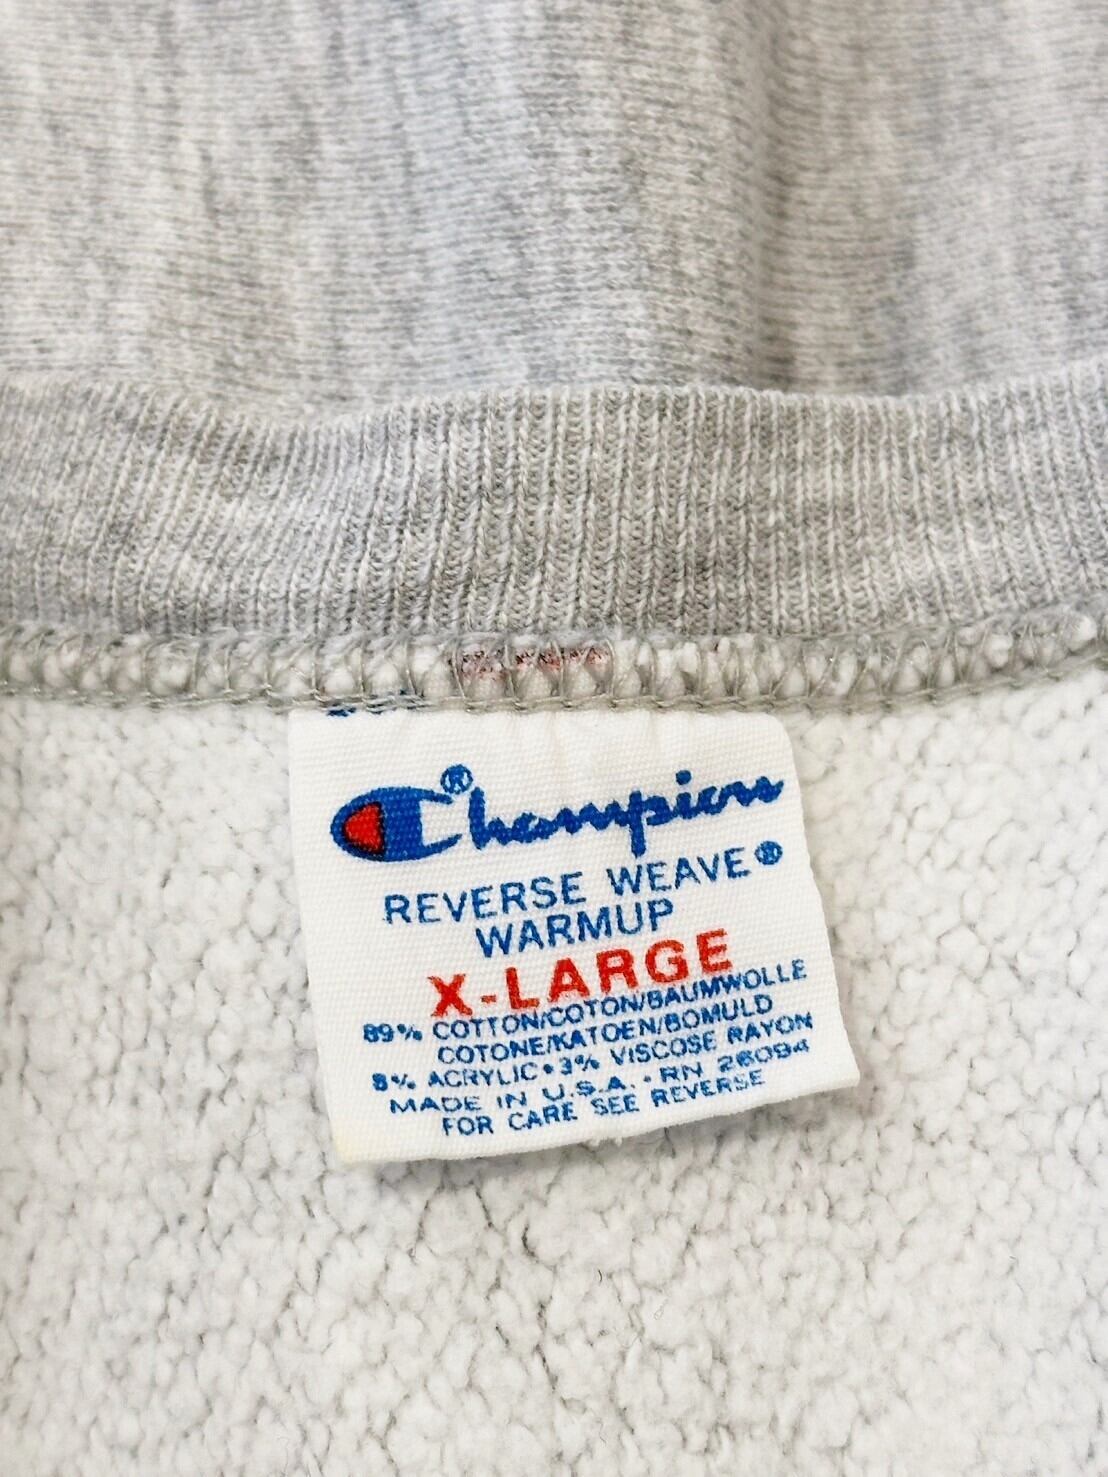 Champion®
REVERSE WEAVE®
WARMUP
X-LARGE
89% COTTON/COTON/BAUMWOLLE
COTONE/KATOEN/BOMULD
8% ACRYLIC • 3% VISCOSE RAYON
MADE IN U.S.A. • RN 26094
FOR CARE SEE REVERSE